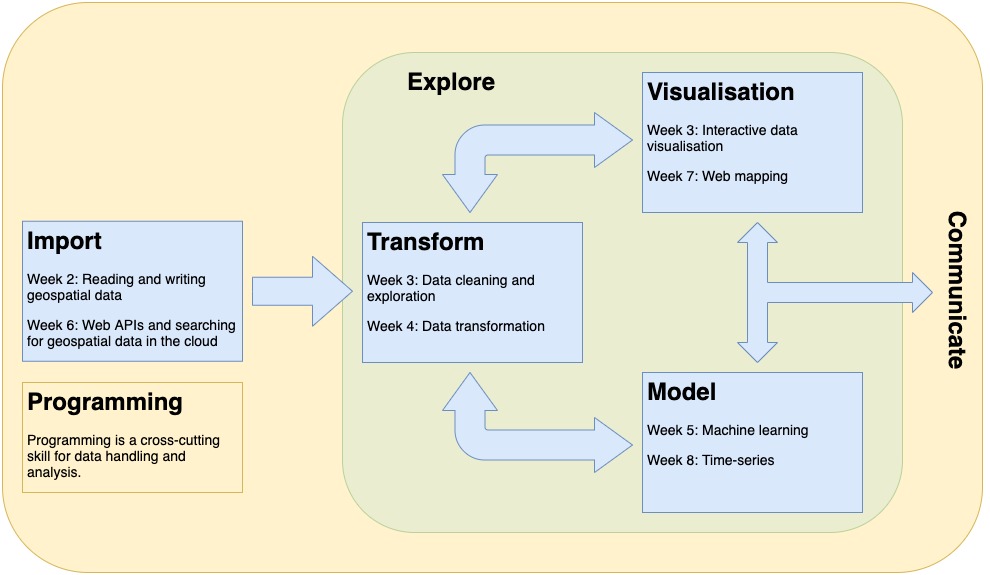 Explore
Visualisation
Week 3: Interactive data
visualisation
Week 7: Web mapping
Import
Week 2: Reading and writing
geospatial data
Week 6: Web APIs and searching
for geospatial data in the cloud
Transform
Week 3: Data cleaning and
exploration
Week 4: Data transformation
Communicate
Programming
Programming is a cross-cutting
skill for data handling and
analysis.
Model
Week 5: Machine learning
Week 8: Time-series